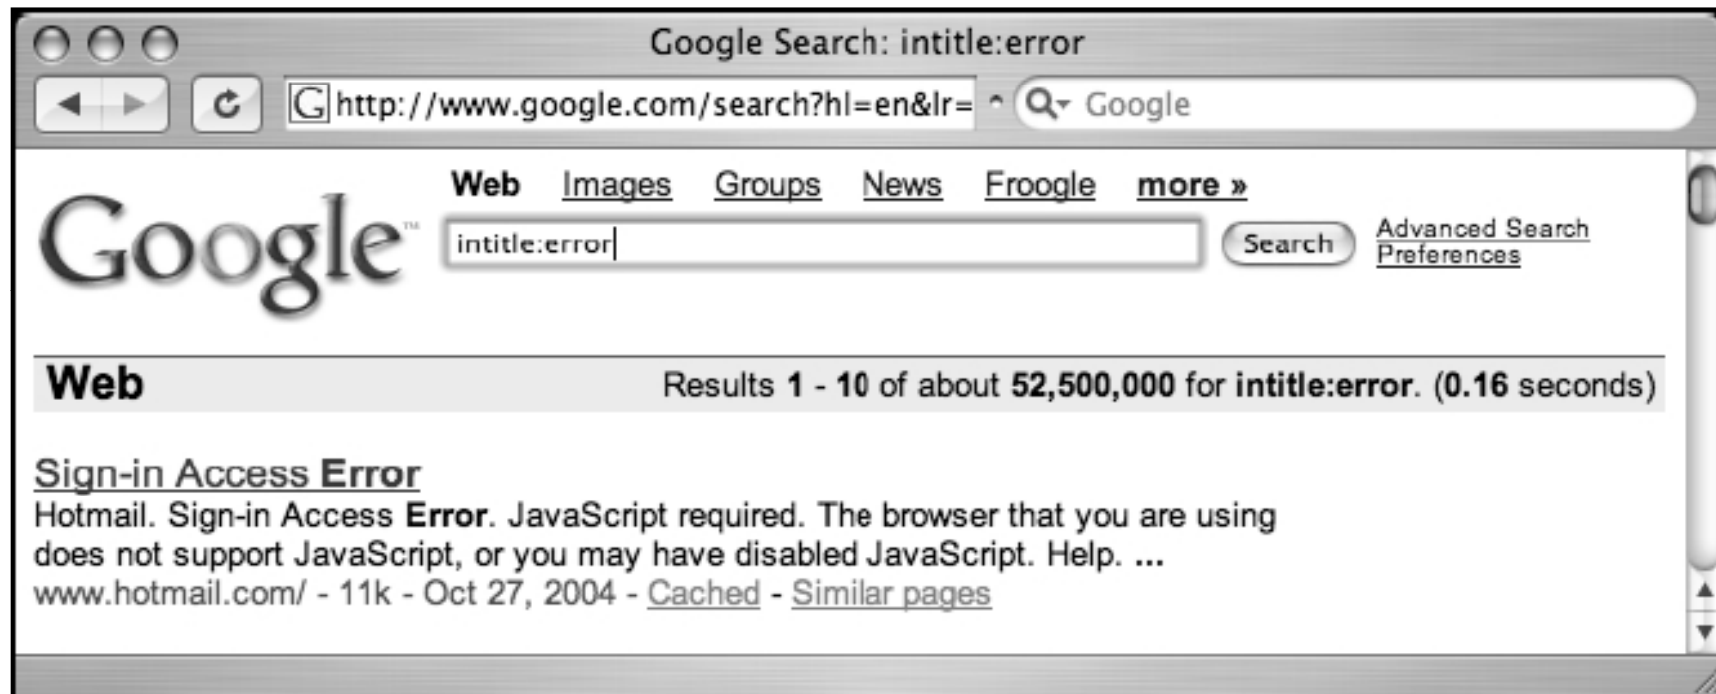 Google Search: intitle:error
G http://www.google.com/search?hl=en&lr= Google
Web Images Groups News Froogle more »
Google™
intitle:error Search
Advanced Search
Preferences
Web Results 1 - 10 of about 52,500,000 for intitle:error. (0.16 seconds)
Sign-in Access Error
Hotmail. Sign-in Access Error. JavaScript required. The browser that you are using
does not support JavaScript, or you may have disabled JavaScript. Help. ...
www.hotmail.com/ - 11k - Oct 27, 2004 - Cached - Similar pages